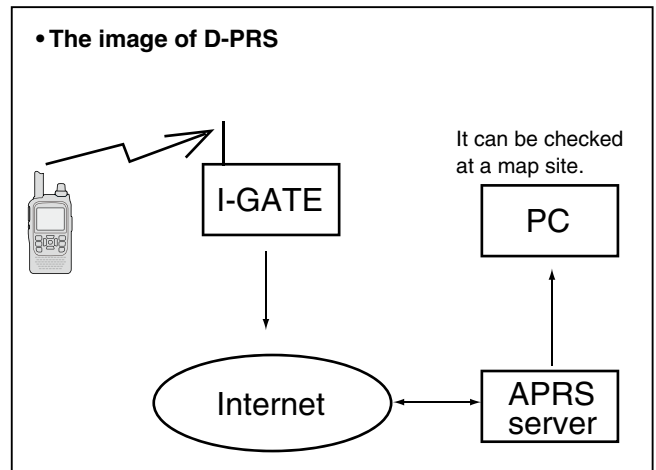 • The image of D-PRS
It can be checked
at a map site.
I-GATE
PC
Internet
APRS
server